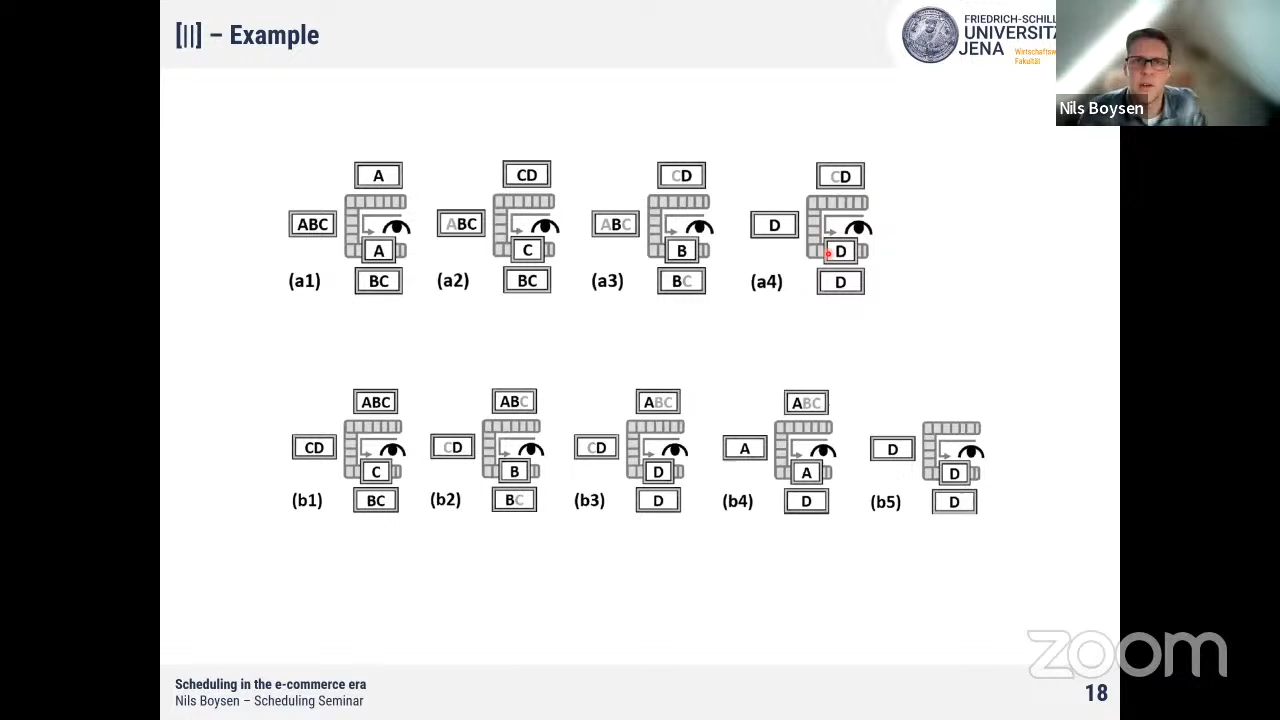 [||] – Example
FRIEDRICH-SCHILL
UNIVERSITÄ
JENA
Fakultät
Nils Boysen
A
CD
CD
CD
ABC
ABC
ABC
D
A
C
B
D
(a1)
BC
(a2)
BC
(a3)
BC
(a4)
D
ABC
ABC
ABC
ABC
CD
CD
CD
A
D
C
B
D
A
D
(b1)
BC
(b2)
BC
(b3)
D
(b4)
D
(b5)
D
zoom
Scheduling in the e-commerce era
Nils Boysen – Scheduling Seminar
18